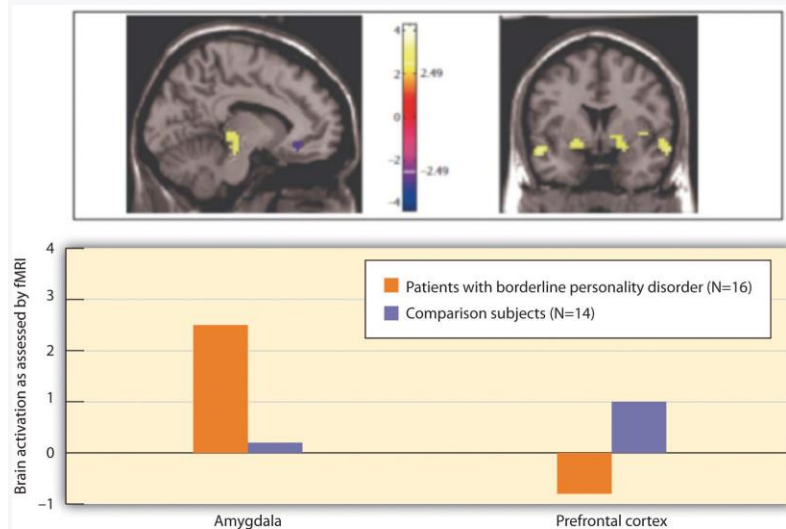 4
2
2.49
0
-2
-2.49
-4
Brain activation as assessed by fMRI
4
3
2
1
0
–1
Patients with borderline personality disorder (N=16)
Comparison subjects (N=14)
Amygdala
Prefrontal cortex